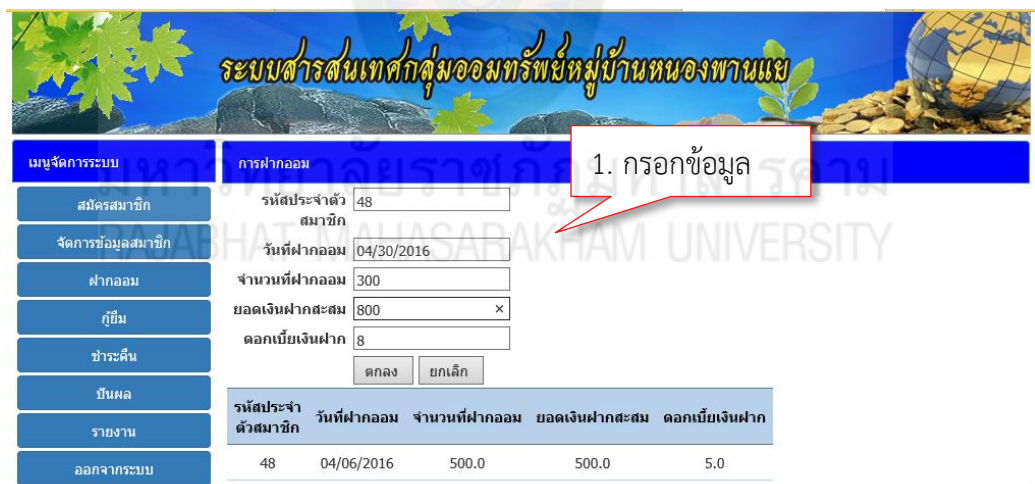 ระบบสารสนเทศกลุ่มออมทรัพย์หมู่บ้านหนองพานแย
เมนูจัดการระบบ
สมัครสมาชิก
จัดการข้อมูลสมาชิก
ฝากออม
กู้ยืม
ชำระคืน
ปันผล
รายงาน
ออกจากระบบ
การฝากออม
1. กรอกข้อมูล
รหัสประจำตัว
สมาชิก 48
วันที่ฝากออม 04/30/2016
จำนวนที่ฝากออม 300
ยอดเงินฝากสะสม 800 ×
ดอกเบี้ยเงินฝาก 8
ตกลง ยกเลิก
รหัสประจำ
ตัวสมาชิก วันที่ฝากออม จำนวนที่ฝากออม ยอดเงินฝากสะสม ดอกเบี้ยเงินฝาก
48 04/06/2016 500.0 500.0 5.0
RAJABHAT MAHASARAKHAM UNIVERSITY